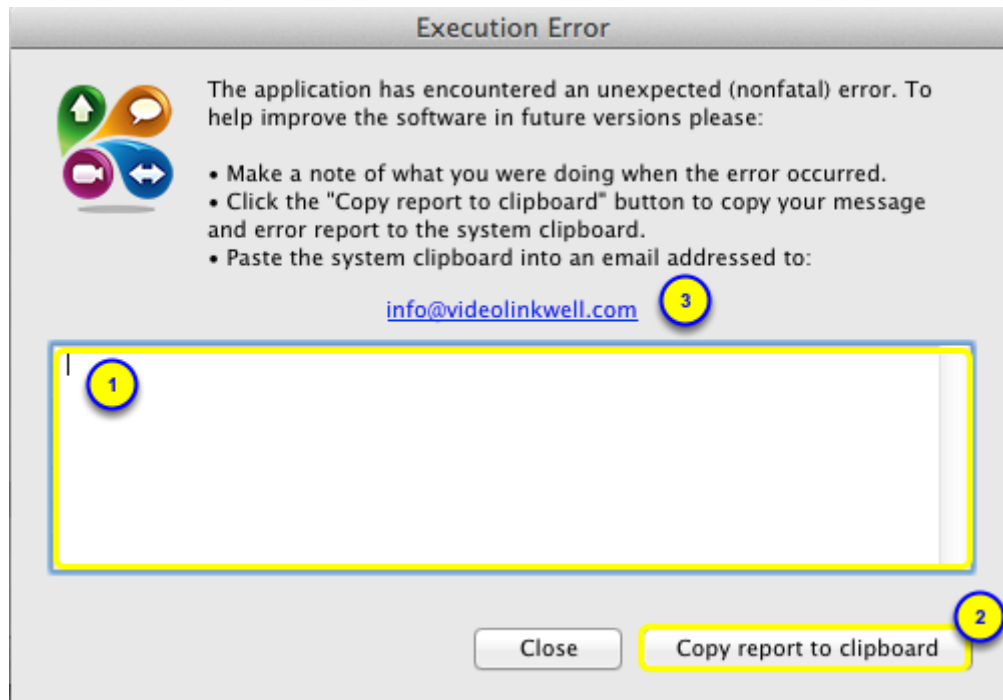 Execution Error
The application has encountered an unexpected (nonfatal) error. To
help improve the software in future versions please:
• Make a note of what you were doing when the error occurred.
• Click the "Copy report to clipboard" button to copy your message
and error report to the system clipboard.
• Paste the system clipboard into an email addressed to:
info@videolinkwell.com 3
1
2
Close Copy report to clipboard